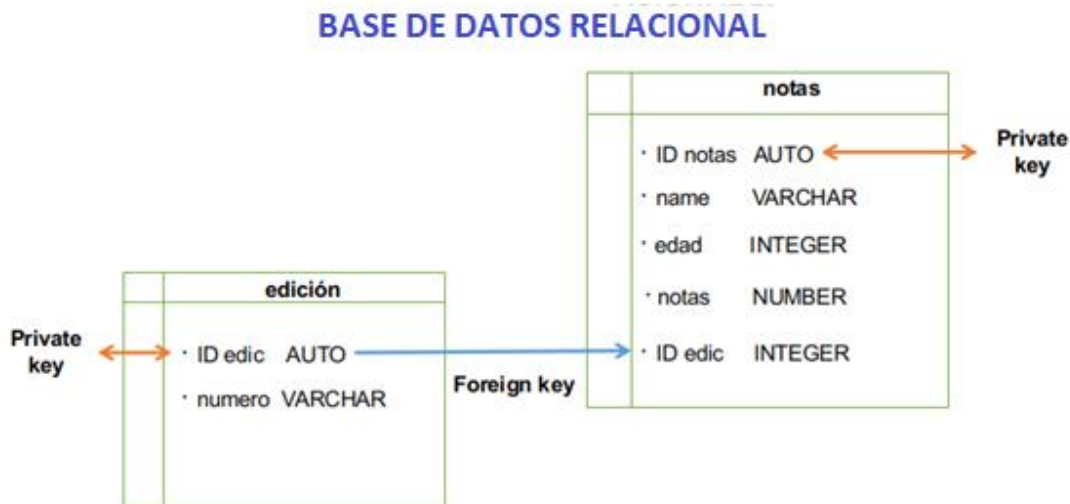 BASE DE DATOS RELACIONAL
notas
· ID notas AUTO
Private
key
· name VARCHAR
· edad INTEGER
· notas NUMBER
· ID edic INTEGER
edición
Private
key
· ID edic AUTO
· numero VARCHAR
Foreign key